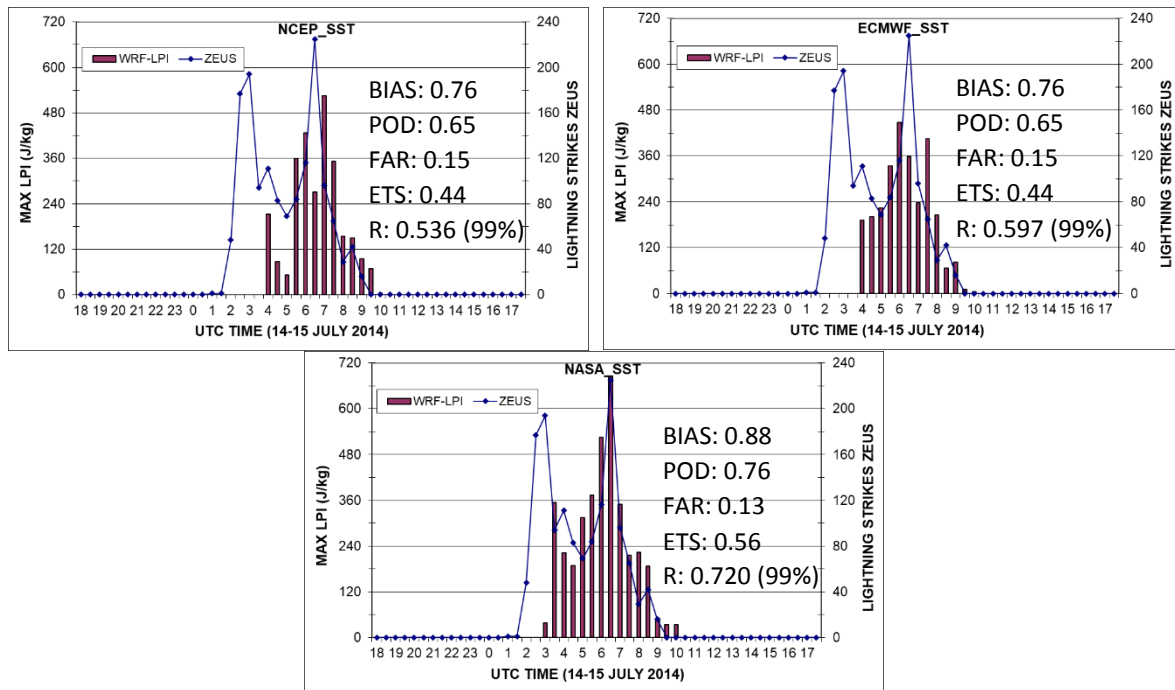 NCEP_SST
WRF-LPI ZEUS
BIAS: 0.76
POD: 0.65
FAR: 0.15
ETS: 0.44
R: 0.536 (99%)
MAX LPI (J/kg)
720
600
480
360
240
120
0
LIGHTNING STRIKES ZEUS
240
200
160
120
80
40
0
18 19 20 21 22 23 0 1 2 3 4 5 6 7 8 9 10 11 12 13 14 15 16 17
UTC TIME (14-15 JULY 2014)
ECMWF_SST
WRF-LPI ZEUS
BIAS: 0.76
POD: 0.65
FAR: 0.15
ETS: 0.44
R: 0.597 (99%)
MAX LPI (J/kg)
720
600
480
360
240
120
0
LIGHTNING STRIKES ZEUS
240
200
160
120
80
40
0
18 19 20 21 22 23 0 1 2 3 4 5 6 7 8 9 10 11 12 13 14 15 16 17
UTC TIME (14-15 JULY 2014)
NASA_SST
WRF-LPI ZEUS
BIAS: 0.88
POD: 0.76
FAR: 0.13
ETS: 0.56
R: 0.720 (99%)
MAX LPI (J/kg)
720
600
480
360
240
120
0
LIGHTNING STRIKES ZEUS
240
200
160
120
80
40
0
18 19 20 21 22 23 0 1 2 3 4 5 6 7 8 9 10 11 12 13 14 15 16 17
UTC TIME (14-15 JULY 2014)